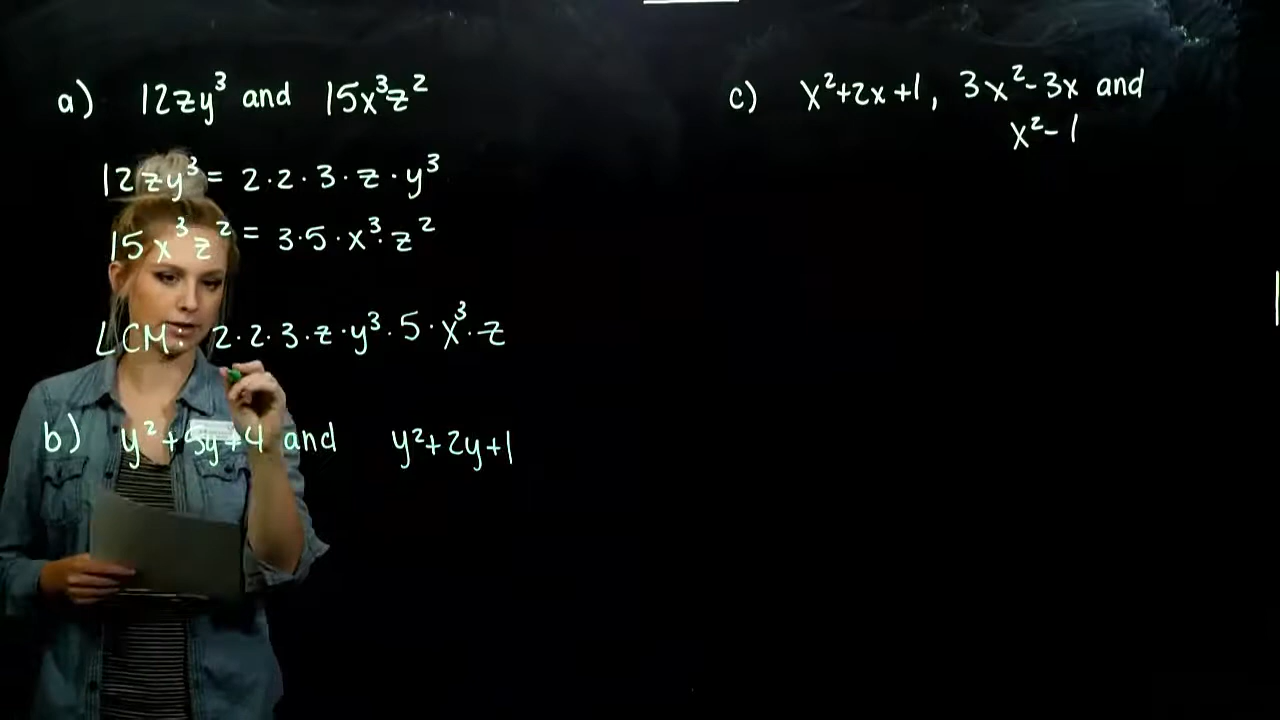 a) 12zy³ and 15x³z²
12zy³ = 2·2·3·z·y³
15x³z² = 3·5·x³·z²
LCM: 2·2·3·z·y³·5·x³·z
b) y²+5y+4 and y²+2y+1
c) x²+2x+1, 3x²-3x and
x²-1